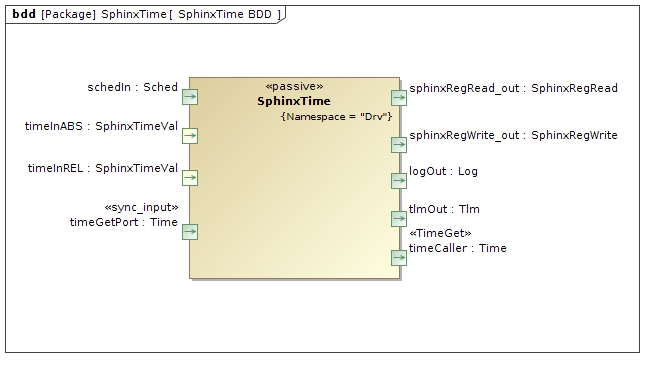 bdd [Package] SphinxTime [ SphinxTime BDD ]
«passive»
SphinxTime
{Namespace = "Drv"}
schedIn : Sched
timeInABS : SphinxTimeVal
timeInREL : SphinxTimeVal
«sync_input»
timeGetPort : Time
sphinxRegRead_out : SphinxRegRead
sphinxRegWrite_out : SphinxRegWrite
logOut : Log
tlmOut : Tlm
«TimeGet»
timeCaller : Time